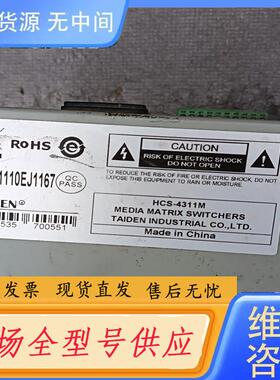 货源 无中间
维
RoHS
CAUTION
RISK OF ELECTRIC SHOCK
DO NOT OPEN
TO REDUCE THE RISK OF FIRE OR ELECTRIC SHOCK, DO NOT
EXPOSE THIS EQUIPMENT TO RAIN OR MOISTURE
1110EJ1167
QC
PASS
EN
HCS-4311M
MEDIA MATRIX SWITCHERS
TAIDEN INDUSTRIAL CO.,LTD.
Made in China
535 700551
正现货直发售后无忧
场全型号供应
咨